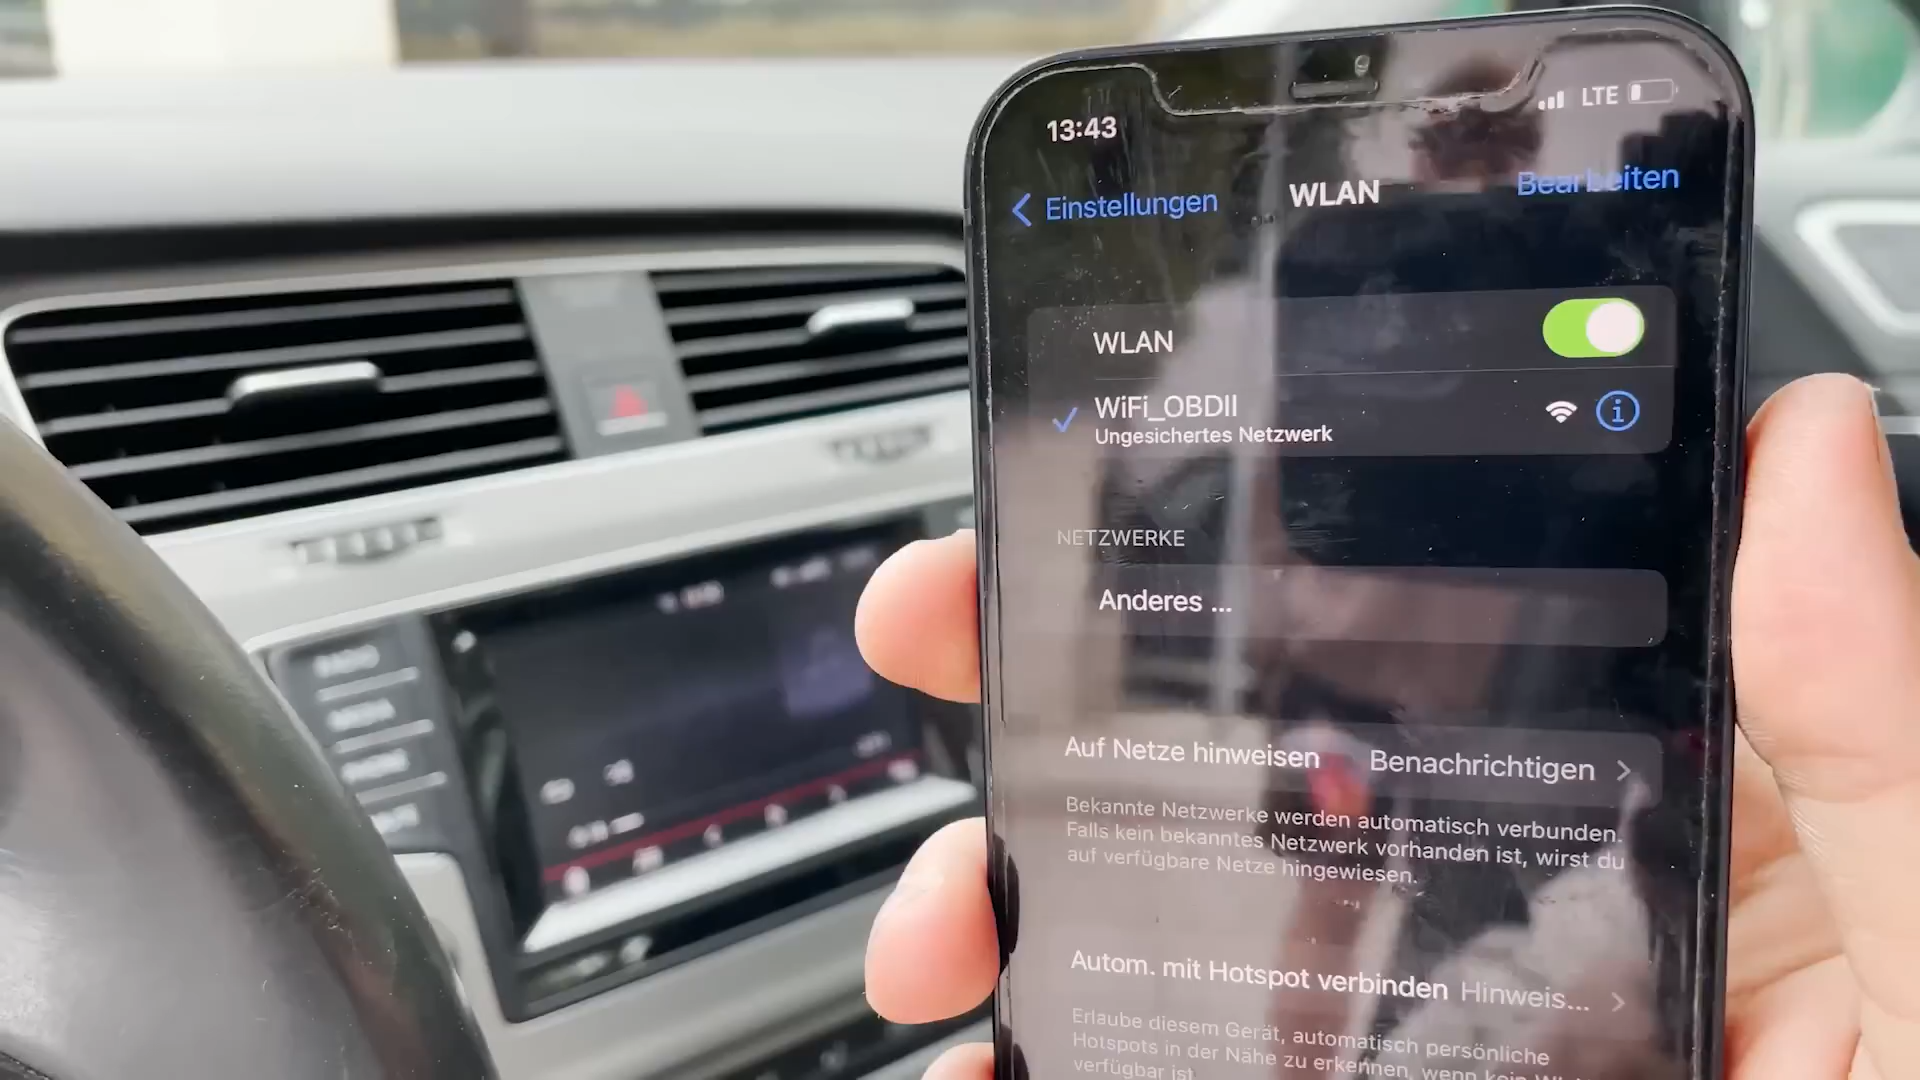 13:43
LTE
Einstellungen
WLAN
Bearbeiten
WLAN
WiFi_OBDII
Ungesichertes Netzwerk
NETZWERKE
Anderes ...
Auf Netze hinweisen Benachrichtigen
Bekannte Netzwerke werden automatisch verbunden.
Falls kein bekanntes Netzwerk vorhanden ist, wirst du
auf verfügbare Netze hingewiesen.
Autom. mit Hotspot verbinden Hinweis...
Erlaube diesem Gerät, automatisch persönliche
Hotspots in der Nähe zu erkennen, wenn kein
verfügbar ist